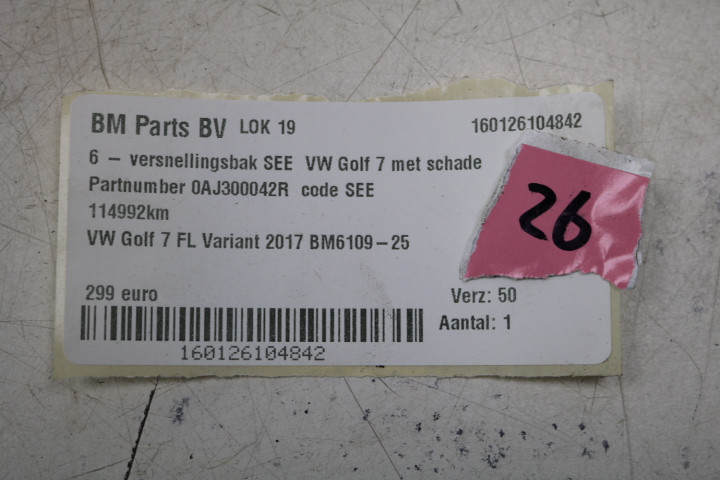 BM Parts BV LOK 19 160126104842
6 - versnellingsbak SEE VW Golf 7 met schade
Partnumber 0AJ300042R code SEE
114992km
VW Golf 7 FL Variant 2017 BM6109-25
26
299 euro Verz: 50
Aantal: 1
160126104842